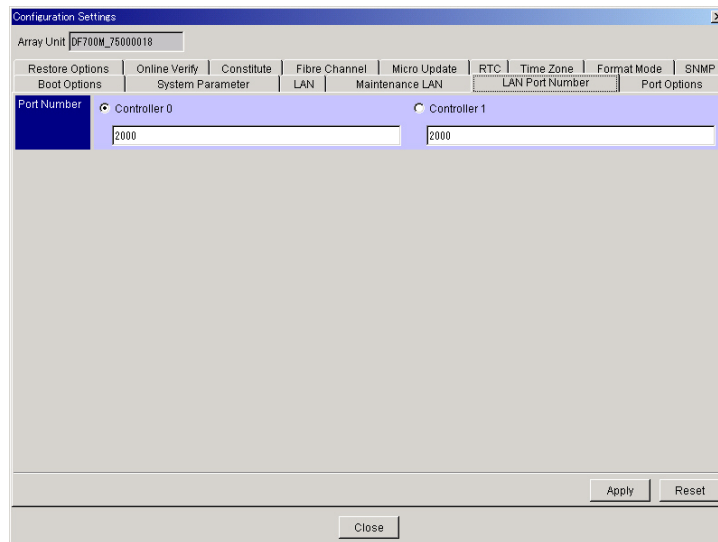 Configuration Settings
Array Unit DF700M_75000018
Restore Options Online Verify Constitute Fibre Channel Micro Update RTC Time Zone Format Mode SNMP
Boot Options System Parameter LAN Maintenance LAN LAN Port Number Port Options
Port Number Controller 0 Controller 1
2000 2000
Apply Reset
Close